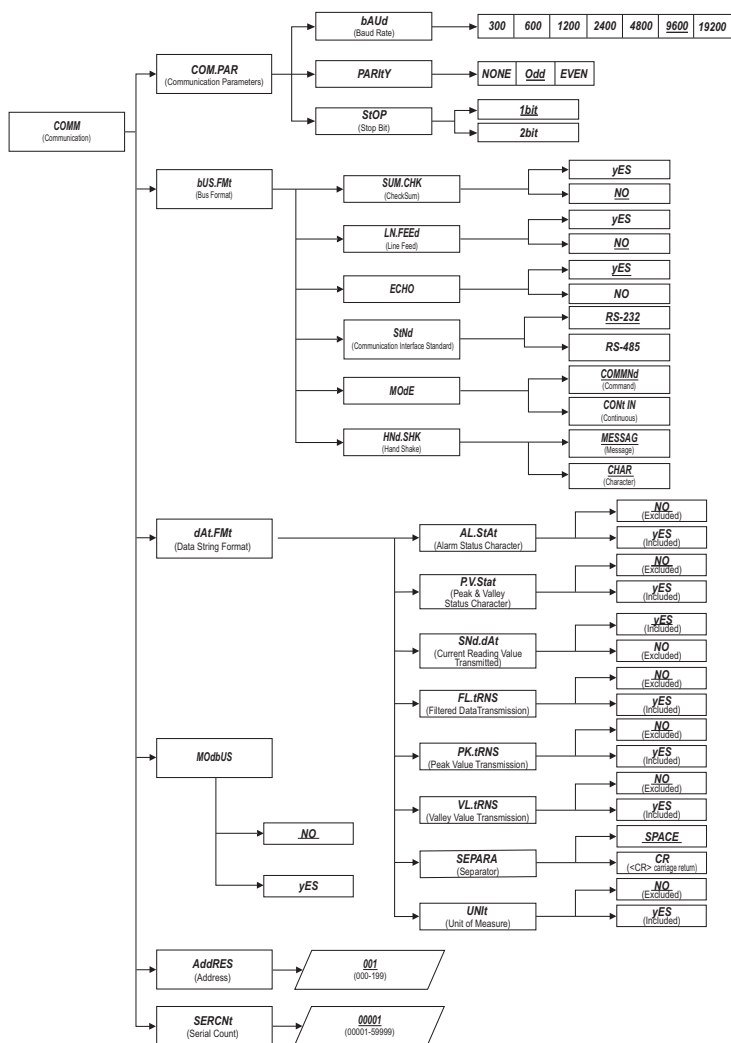 COMM
(Communication)
COM.PAR
(Communication Parameters)
bAUd
(Baud Rate)
300 600 1200 2400 4800 9600 19200
PARItY
NONE Odd EVEN
StOP
(Stop Bit)
1bit
2bit
bUS.FMt
(Bus Format)
SUM.CHK
(CheckSum)
yES
NO
LN.FEEd
(Line Feed)
yES
NO
ECHO
yES
NO
StNd
(Communication Interface Standard)
RS-232
RS-485
MOdE
COMMNd
(Command)
CONt IN
(Continuous)
HNd.SHK
(Hand Shake)
MESSAG
(Message)
CHAR
(Character)
dAt.FMt
(Data String Format)
AL.StAt
(Alarm Status Character)
NO
(Excluded)
yES
(Included)
P.V.Stat
(Peak & Valley
Status Character)
NO
(Excluded)
yES
(Included)
SNd.dAt
(Current Reading Value
Transmitted)
yES
(Included)
NO
(Excluded)
FL.tRNS
(Filtered DataTransmission)
NO
(Excluded)
yES
(Included)
PK.tRNS
(Peak Value Transmission)
NO
(Excluded)
yES
(Included)
VL.tRNS
(Valley Value Transmission)
NO
(Excluded)
yES
(Included)
SEPARA
(Separator)
SPACE
CR
(<CR> carriage return)
UNIt
(Unit of Measure)
NO
(Excluded)
yES
(Included)
MOdbUS
NO
yES
AddRES
(Address)
001
(000-199)
SERCNt
(Serial Count)
00001
(00001-59999)